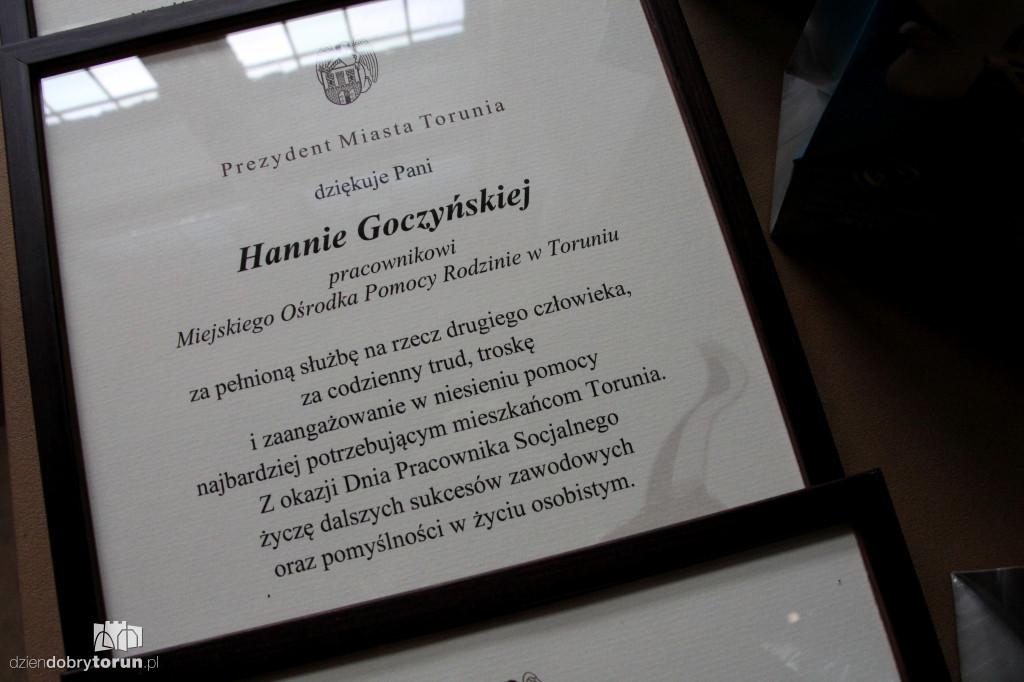 Prezydent Miasta Torunia
dziękuje Pani
Hannie Goczyńskiej
pracownikowi
Miejskiego Ośrodka Pomocy Rodzinie w Toruniu
za pełnioną służbę na rzecz drugiego człowieka,
za codzienny trud, troskę
i zaangażowanie w niesieniu pomocy
najbardziej potrzebującym mieszkańcom Torunia.
Z okazji Dnia Pracownika Socjalnego
życzę dalszych sukcesów zawodowych
oraz pomyślności w życiu osobistym.
dziendobrytorun.pl